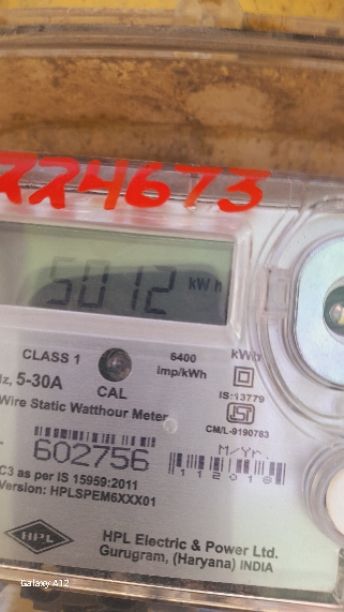 224673
5012 kWh
CLASS 1
6400 imp/kWh
kWh
Hz, 5-30A
CAL
IS:13779
Wire Static Watthour Meter
CM/L-9190763
602756
M/Yr.
112016
C3 as per IS 15959:2011
Version: HPLSPEM6XXX01
HPL
HPL Electric & Power Ltd.
Gurugram, (Haryana) INDIA
Galaxy A12